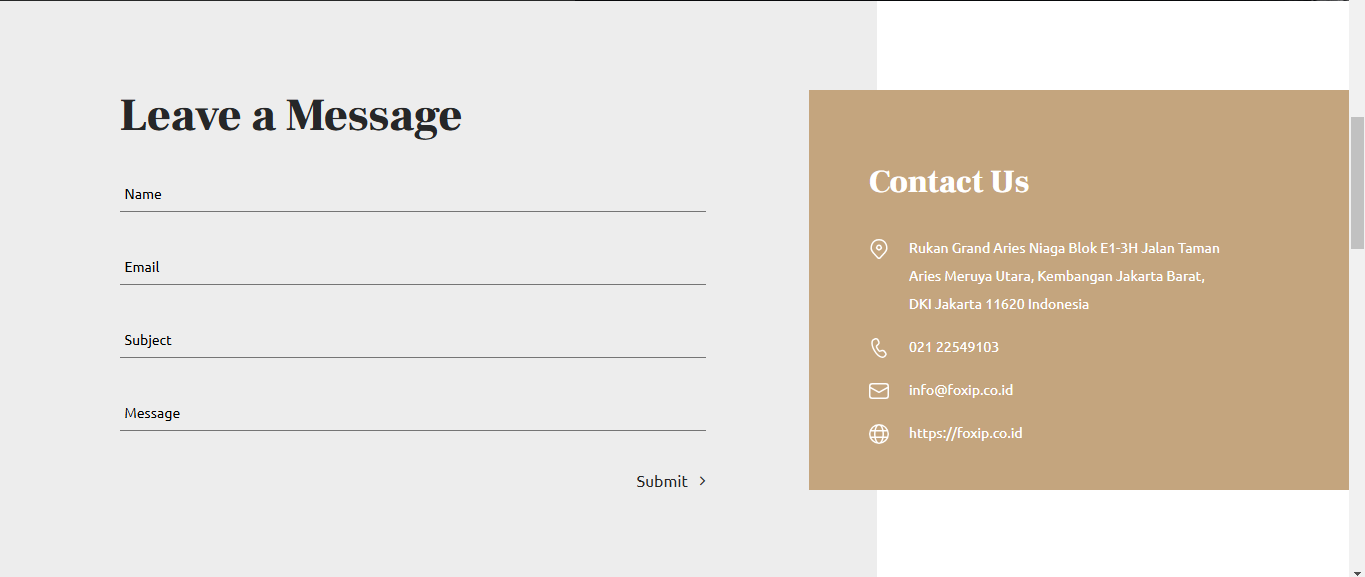 Leave a Message
Name
Email
Subject
Message
Submit
Contact Us
Rukan Grand Aries Niaga Blok E1-3H Jalan Taman
Aries Meruya Utara, Kembangan Jakarta Barat,
DKI Jakarta 11620 Indonesia
021 22549103
info@foxip.co.id
https://foxip.co.id